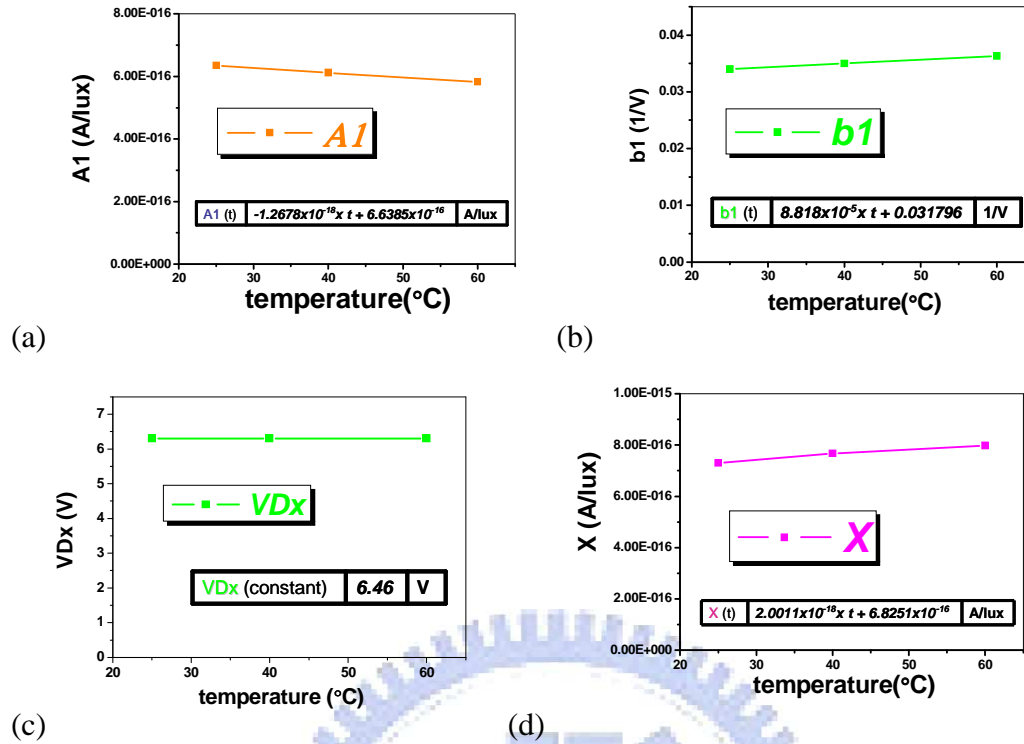 8.00E-016
6.00E-016
4.00E-016
2.00E-016
0.00E+000
A1 (A/lux)
A1
A1 (t) -1.2678x10⁻¹⁸x t + 6.6385x10⁻¹⁶ A/lux
20 30 40 50 60
temperature(°C)
(a)
0.04
0.03
0.02
0.01
0.00
b1 (1/V)
b1
b1 (t) 8.818x10⁻⁵x t + 0.031796 1/V
20 30 40 50 60
temperature(°C)
(b)
7
6
5
4
3
2
1
0
VDx (V)
VDx
VDx (constant) 6.46 V
20 30 40 50 60
temperature (°C)
(c)
1.00E-015
8.00E-016
6.00E-016
4.00E-016
2.00E-016
0.00E+000
X (A/lux)
X
X (t) 2.0011x10⁻¹⁸x t + 6.8251x10⁻¹⁶ A/lux
20 30 40 50 60
temperature(°C)
(d)